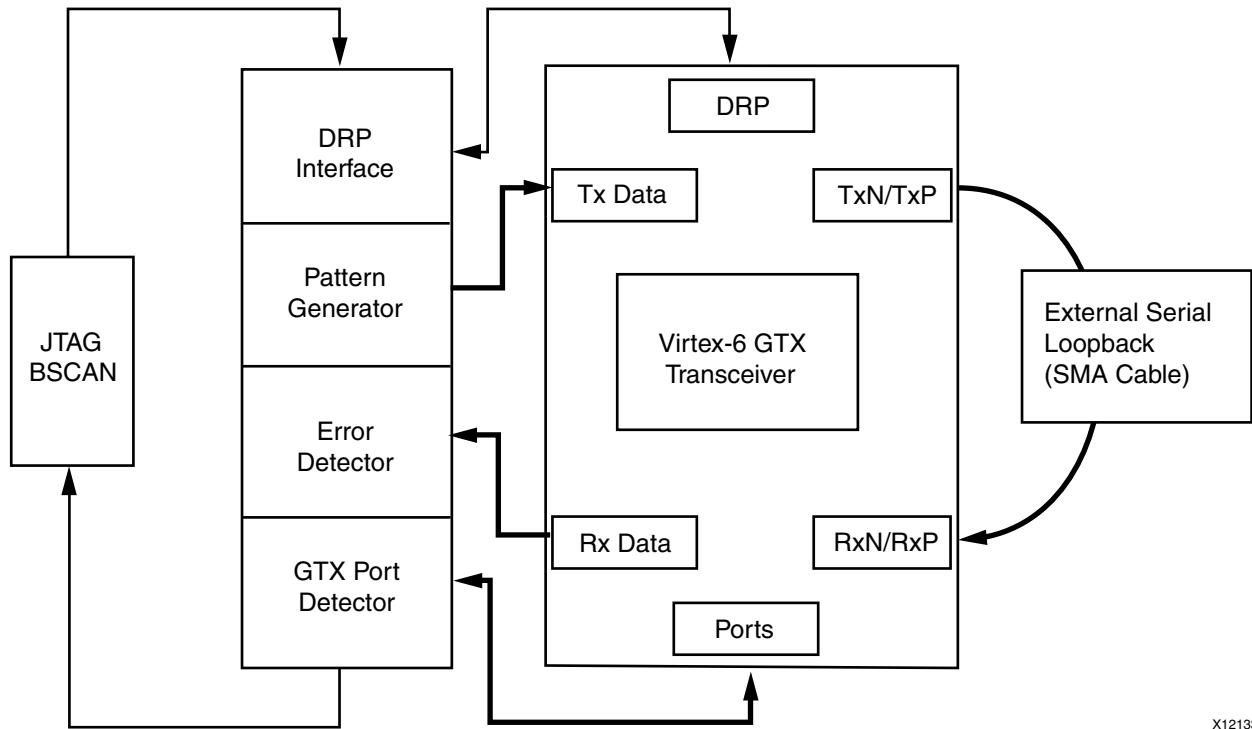 DRP
Interface
Pattern
Generator
Error
Detector
GTX Port
Detector
JTAG
BSCAN
DRP
Tx Data
TxN/TxP
Virtex-6 GTX
Transceiver
Rx Data
RxN/RxP
Ports
External Serial
Loopback
(SMA Cable)